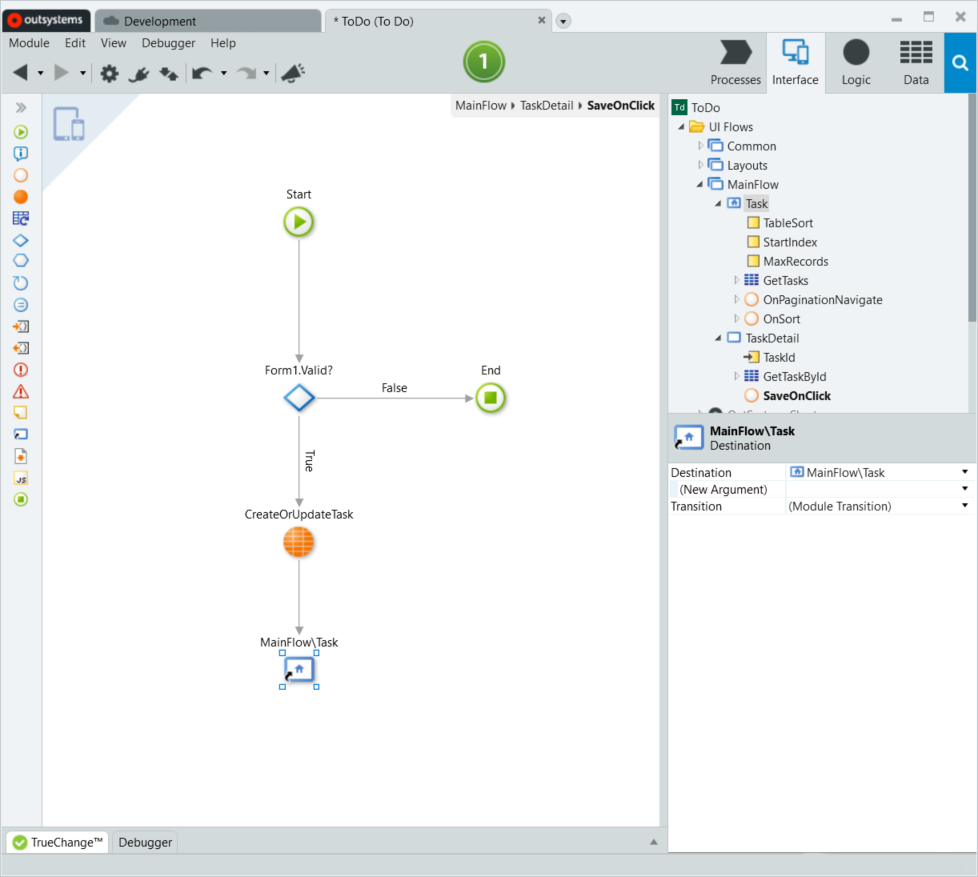 outsystems
Development
* ToDo (To Do)
Module Edit View Debugger Help
1
Processes Interface Logic Data
MainFlow TaskDetail SaveOnClick
Start
Form1.Valid?
False
End
True
CreateOrUpdateTask
MainFlow\Task
JS
Td ToDo
UI Flows
Common
Layouts
MainFlow
Task
TableSort
StartIndex
MaxRecords
GetTasks
OnPaginationNavigate
OnSort
TaskDetail
TaskId
GetTaskById
SaveOnClick
MainFlow\Task
Destination
Destination MainFlow\Task
(New Argument)
Transition (Module Transition)
TrueChange™ Debugger